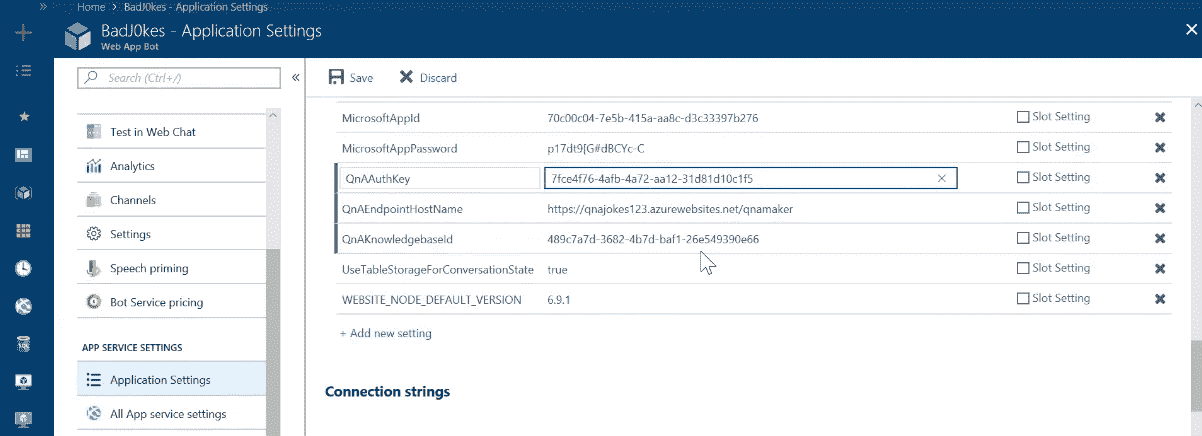 Home > BadJ0kes - Application Settings
BadJ0kes - Application Settings
Web App Bot
Search (Ctrl+/)
Save
Discard
Test in Web Chat
Analytics
Channels
Settings
Speech priming
Bot Service pricing
APP SERVICE SETTINGS
Application Settings
All App service settings
MicrosoftAppId 70c00c04-7e5b-415a-aa8c-d3c33397b276 Slot Setting
MicrosoftAppPassword p17dt9[G#dBCYc-C Slot Setting
QnAAuthKey 7fce4f76-4afb-4a72-aa12-31d81d10c1f5 Slot Setting
QnAEndpointHostName https://qnajokes123.azurewebsites.net/qnamaker Slot Setting
QnAKnowledgebaseId 489c7a7d-3682-4b7d-baf1-26e549390e66 Slot Setting
UseTableStorageForConversationState true Slot Setting
WEBSITE_NODE_DEFAULT_VERSION 6.9.1 Slot Setting
+ Add new setting
Connection strings